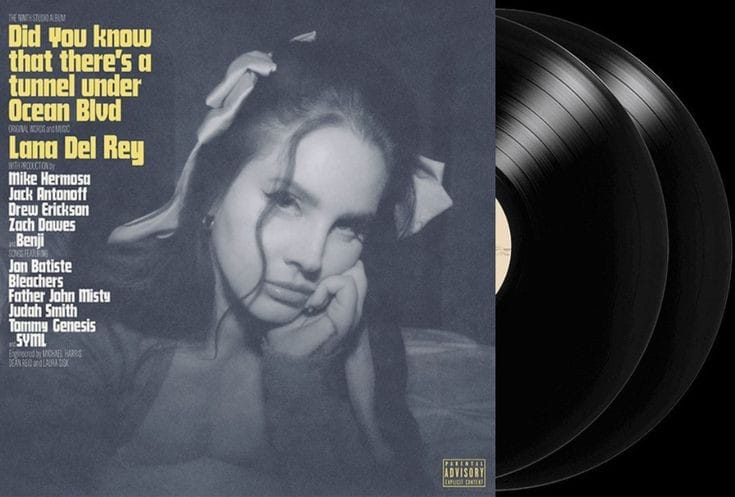 THE NINTH STUDIO ALBUM
Did You know
that there's a
tunnel under
Ocean Blvd
ORIGINAL WORDS and MUSIC
Lana Del Rey
WITH PRODUCTION by
Mike Hermosa
Jack Antonoff
Drew Erickson
Zach Dawes
and Benji
SONGS FEATURING
Jon Batiste
Bleachers
Father John Misty
Judah Smith
Tommy Genesis
and SYML
Engineered by MICHAEL HARRIS
DEAN REID and LAURA SISK
PARENTAL
ADVISORY
EXPLICIT CONTENT